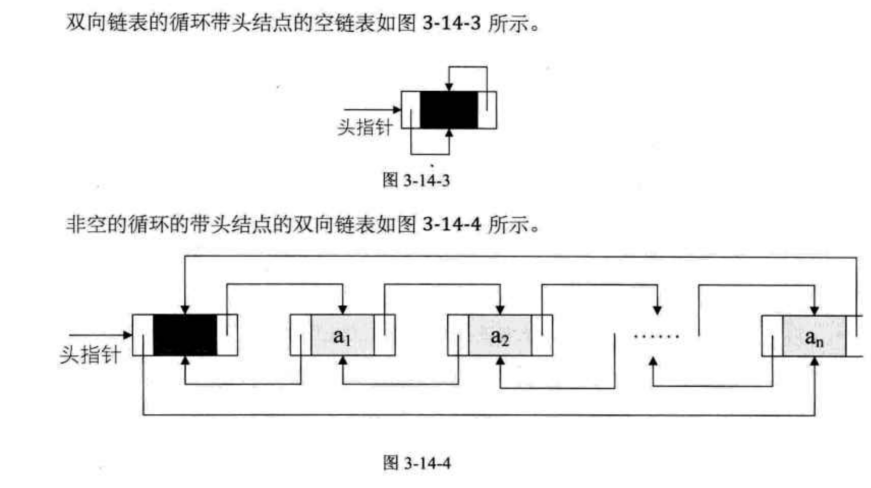 双向链表的循环带头结点的空链表如图 3-14-3 所示。
头指针
图 3-14-3
非空的循环的带头结点的双向链表如图 3-14-4 所示。
a1 a2 ...... an
头指针
图 3-14-4